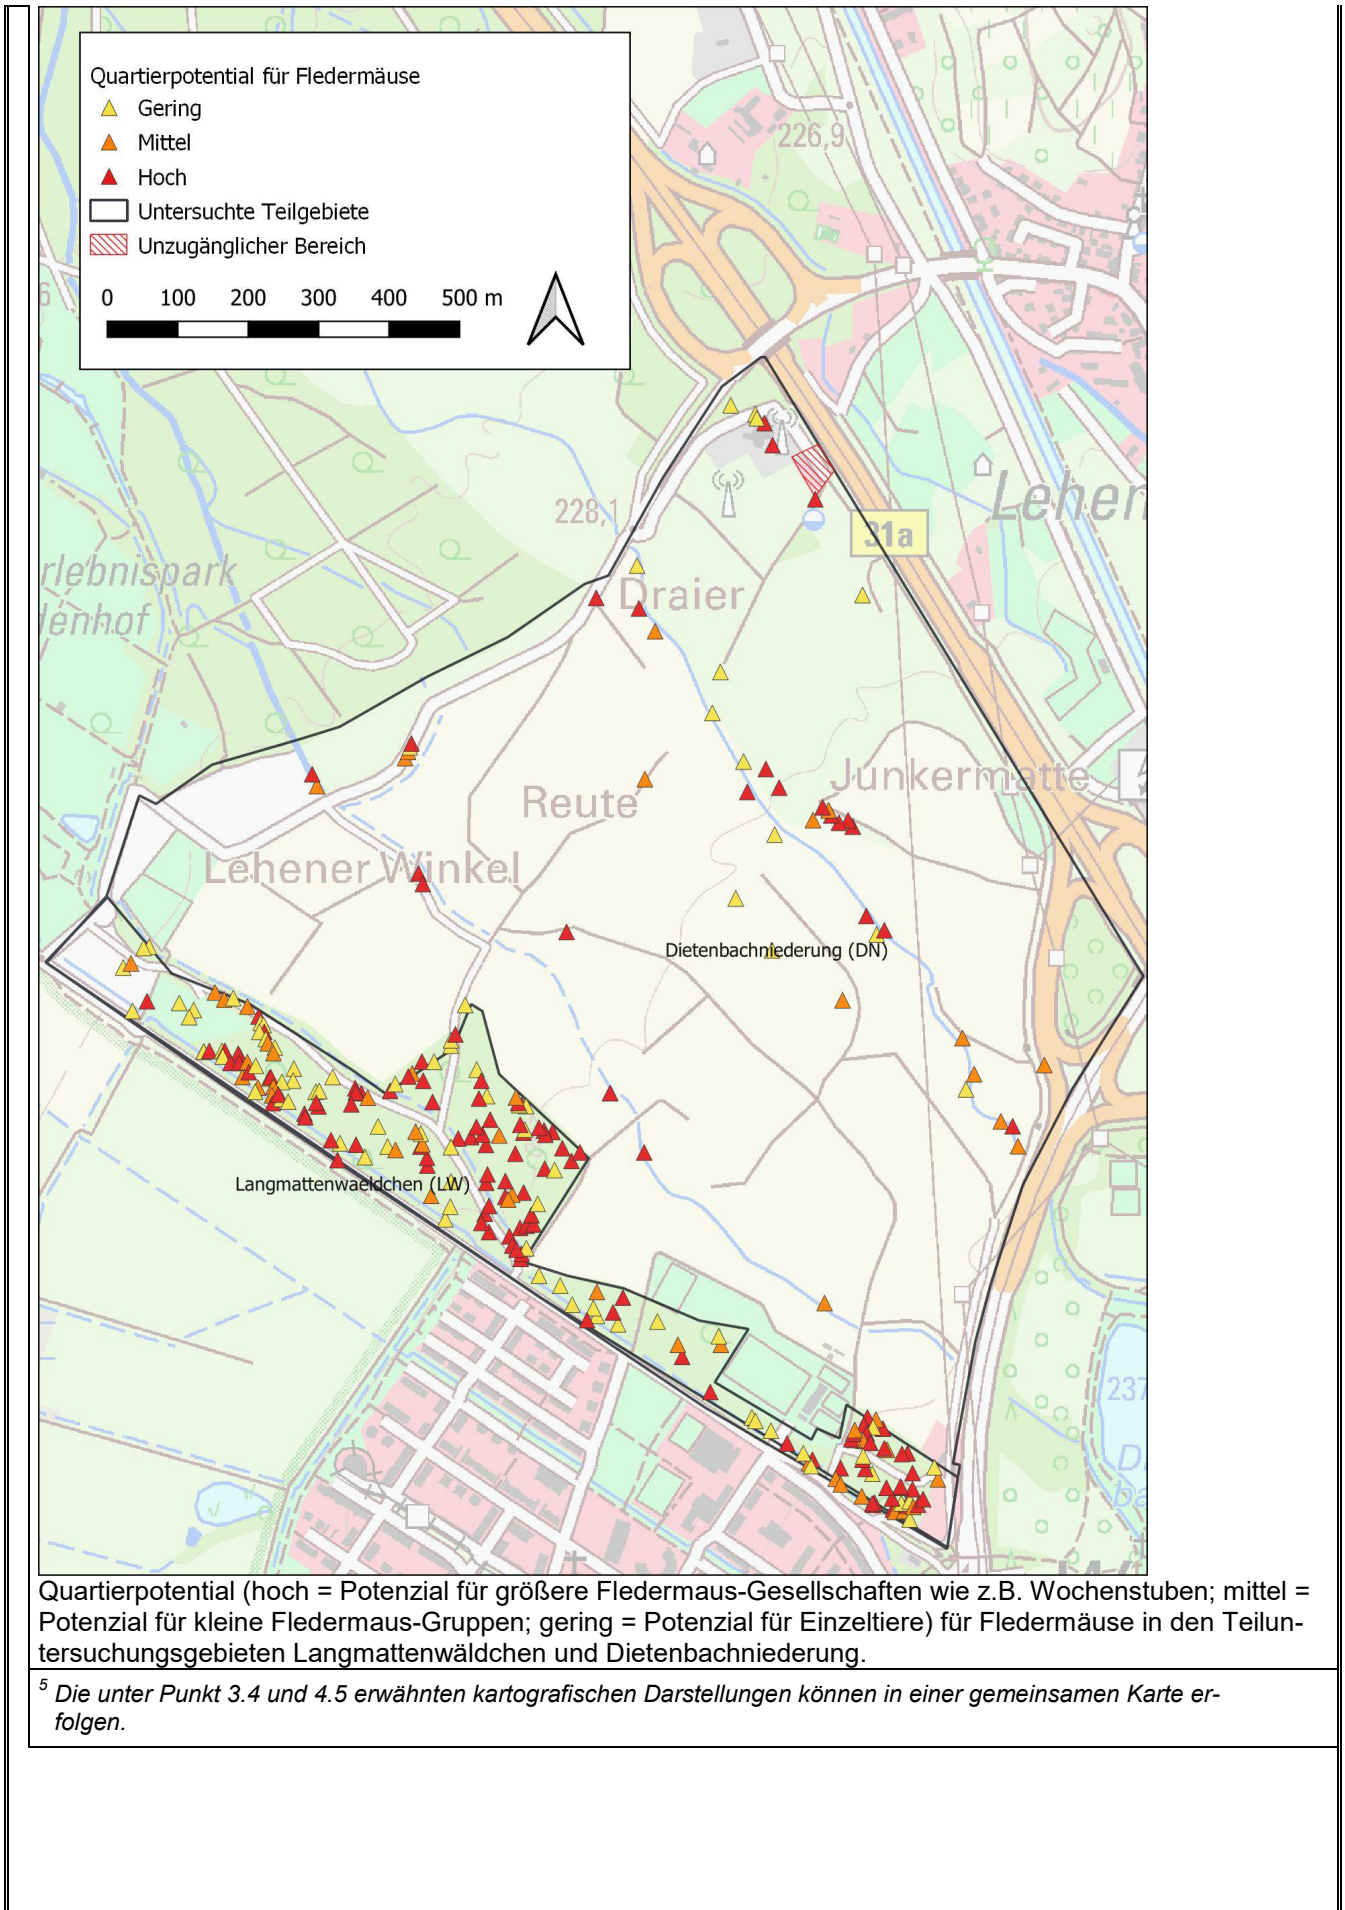 Quartierpotential für Fledermäuse
Gering
Mittel
Hoch
Untersuchte Teilgebiete
Unzugänglicher Bereich
0 100 200 300 400 500 m
226,9
Lehen
31a
228,1
rlebnispark
lenhof
Draier
Junkermatte
Reute
Lehener Winkel
Dietenbachniederung (DN)
Langmattenwaeldchen (LW)
237
D
ba
6
Quartierpotential (hoch = Potenzial für größere Fledermaus-Gesellschaften wie z.B. Wochenstuben; mittel =
Potenzial für kleine Fledermaus-Gruppen; gering = Potenzial für Einzeltiere) für Fledermäuse in den Teilun-
tersuchungsgebieten Langmattenwäldchen und Dietenbachniederung.
5 Die unter Punkt 3.4 und 4.5 erwähnten kartografischen Darstellungen können in einer gemeinsamen Karte er-
folgen.